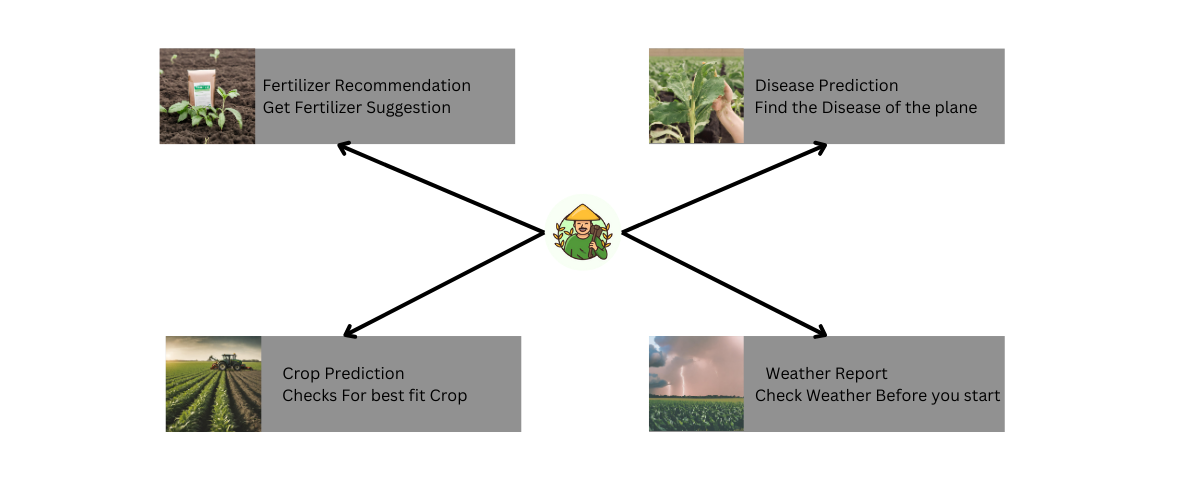 Fertilizer Recommendation
Get Fertilizer Suggestion
Disease Prediction
Find the Disease of the plane
Crop Prediction
Checks For best fit Crop
Weather Report
Check Weather Before you start